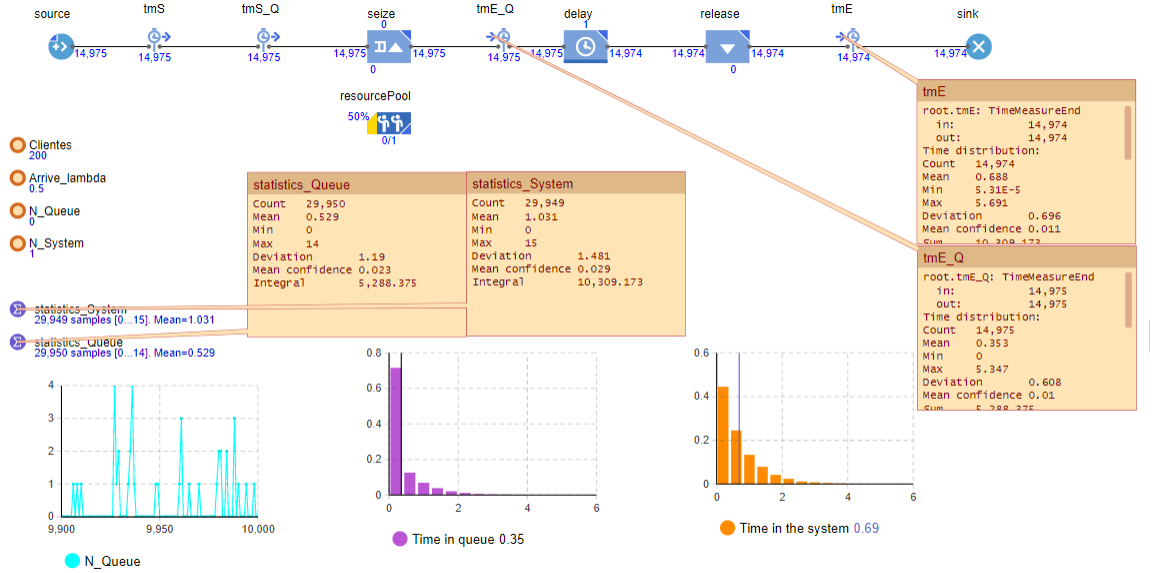 source
tmS
tmS_Q
seize
tmE_Q
delay
release
tmE
sink
0
1
14,975
14,975
14,975
14,975
14,975
14,975
14,975
14,974
14,974
14,974
14,974
14,974
0
0
resourcePool
50%
0/1
Clientes
200
Arrive_lambda
0.5
N_Queue
0
N_System
1
statistics_System
29,949 samples [0...15]. Mean=1.031
statistics_Queue
29,950 samples [0...14]. Mean=0.529
statistics_Queue
Count 29,950
Mean 0.529
Min 0
Max 14
Deviation 1.19
Mean confidence 0.023
Integral 5,288.375
statistics_System
Count 29,949
Mean 1.031
Min 0
Max 15
Deviation 1.481
Mean confidence 0.029
Integral 10,309.173
tmE
root.tmE: TimeMeasureEnd
in: 14,974
out: 14,974
Time distribution:
Count 14,974
Mean 0.688
Min 5.31E-5
Max 5.691
Deviation 0.696
Mean confidence 0.011
Sum 10,309.173
tmE_Q
root.tmE_Q: TimeMeasureEnd
in: 14,975
out: 14,975
Time distribution:
Count 14,975
Mean 0.353
Min 0
Max 5.347
Deviation 0.608
Mean confidence 0.01
Sum 5,288.375
4
3
2
1
0
9,900
9,950
10,000
N_Queue
0.8
0.6
0.4
0.2
0
0
2
4
6
Time in queue 0.35
0.6
0.4
0.2
0
0
2
4
6
Time in the system 0.69